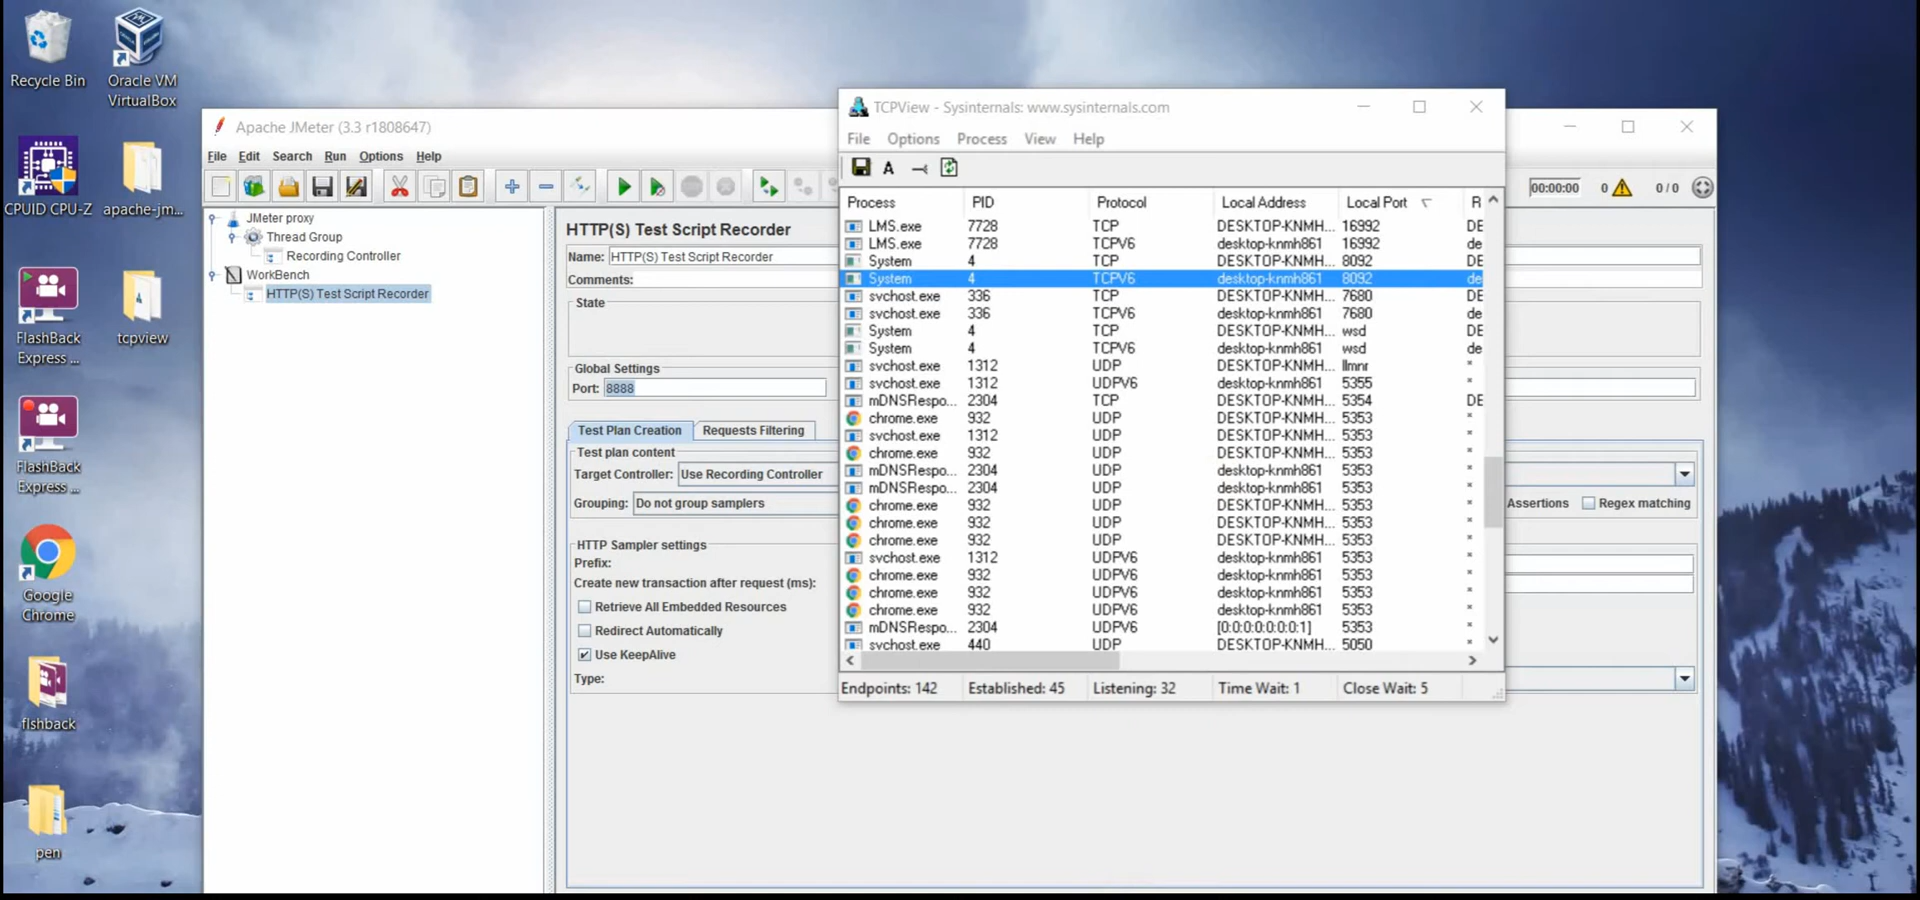 Recycle Bin
Oracle VM
VirtualBox
CPUID CPU-Z
apache-jm...
FlashBack
Express ...
tcpview
FlashBack
Express ...
Google
Chrome
flshback
pen
Apache JMeter (3.3 r1808647)
File Edit Search Run Options Help
00:00:00 0 0 / 0
JMeter proxy
Thread Group
Recording Controller
WorkBench
HTTP(S) Test Script Recorder
HTTP(S) Test Script Recorder
Name: HTTP(S) Test Script Recorder
Comments:
State
Global Settings
Port: 8888
Test Plan Creation Requests Filtering
Test plan content
Target Controller: Use Recording Controller
Grouping: Do not group samplers
Assertions Regex matching
HTTP Sampler settings
Prefix:
Create new transaction after request (ms):
Retrieve All Embedded Resources
Redirect Automatically
Use KeepAlive
Type:
TCPView - Sysinternals: www.sysinternals.com
File Options Process View Help
A
Process PID Protocol Local Address Local Port R
LMS.exe 7728 TCP DESKTOP-KNMH... 16992 DE
LMS.exe 7728 TCPV6 desktop-knmh861 16992 de
System 4 TCP DESKTOP-KNMH... 8092 DE
System 4 TCPV6 desktop-knmh861 8092 de
svchost.exe 336 TCP DESKTOP-KNMH... 7680 DE
svchost.exe 336 TCPV6 desktop-knmh861 7680 de
System 4 TCP DESKTOP-KNMH... wsd DE
System 4 TCPV6 desktop-knmh861 wsd de
svchost.exe 1312 UDP DESKTOP-KNMH... llmnr *
svchost.exe 1312 UDPV6 desktop-knmh861 5355 *
mDNSRespo... 2304 TCP DESKTOP-KNMH... 5354 DE
chrome.exe 932 UDP DESKTOP-KNMH... 5353 *
svchost.exe 1312 UDP DESKTOP-KNMH... 5353 *
chrome.exe 932 UDP DESKTOP-KNMH... 5353 *
mDNSRespo... 2304 UDP desktop-knmh861 5353 *
mDNSRespo... 2304 UDP desktop-knmh861 5353 *
chrome.exe 932 UDP DESKTOP-KNMH... 5353 *
chrome.exe 932 UDP DESKTOP-KNMH... 5353 *
chrome.exe 932 UDP DESKTOP-KNMH... 5353 *
svchost.exe 1312 UDPV6 desktop-knmh861 5353 *
chrome.exe 932 UDPV6 desktop-knmh861 5353 *
chrome.exe 932 UDPV6 desktop-knmh861 5353 *
chrome.exe 932 UDPV6 desktop-knmh861 5353 *
mDNSRespo... 2304 UDPV6 [0:0:0:0:0:0:0:1] 5353 *
svchost.exe 440 UDP DESKTOP-KNMH... 5050 *
Endpoints: 142 Established: 45 Listening: 32 Time Wait: 1 Close Wait: 5